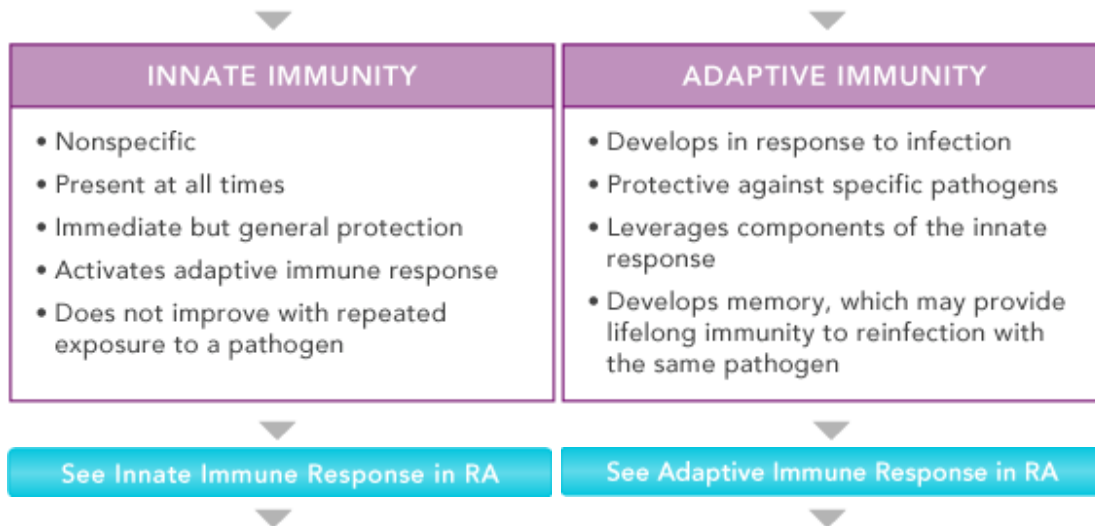 INNATE IMMUNITY
• Nonspecific
• Present at all times
• Immediate but general protection
• Activates adaptive immune response
• Does not improve with repeated
exposure to a pathogen
See Innate Immune Response in RA
ADAPTIVE IMMUNITY
• Develops in response to infection
• Protective against specific pathogens
• Leverages components of the innate
response
• Develops memory, which may provide
lifelong immunity to reinfection with
the same pathogen
See Adaptive Immune Response in RA